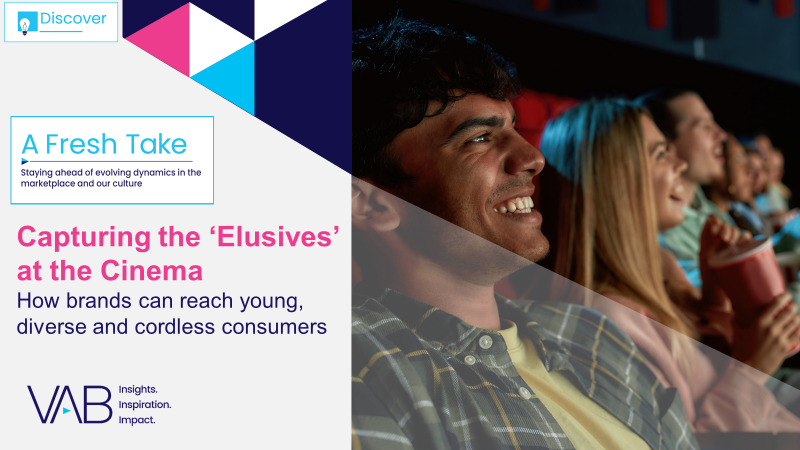 Discover
A Fresh Take
Staying ahead of evolving dynamics in the
marketplace and our culture
Capturing the ‘Elusives’
at the Cinema
How brands can reach young,
diverse and cordless consumers
VAB
Insights.
Inspiration.
Impact.